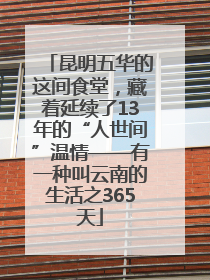 「昆明五华的
这间食堂，藏
着延续了13
年的“人世间
”温情  有
一种叫云南的
生活之365
天」